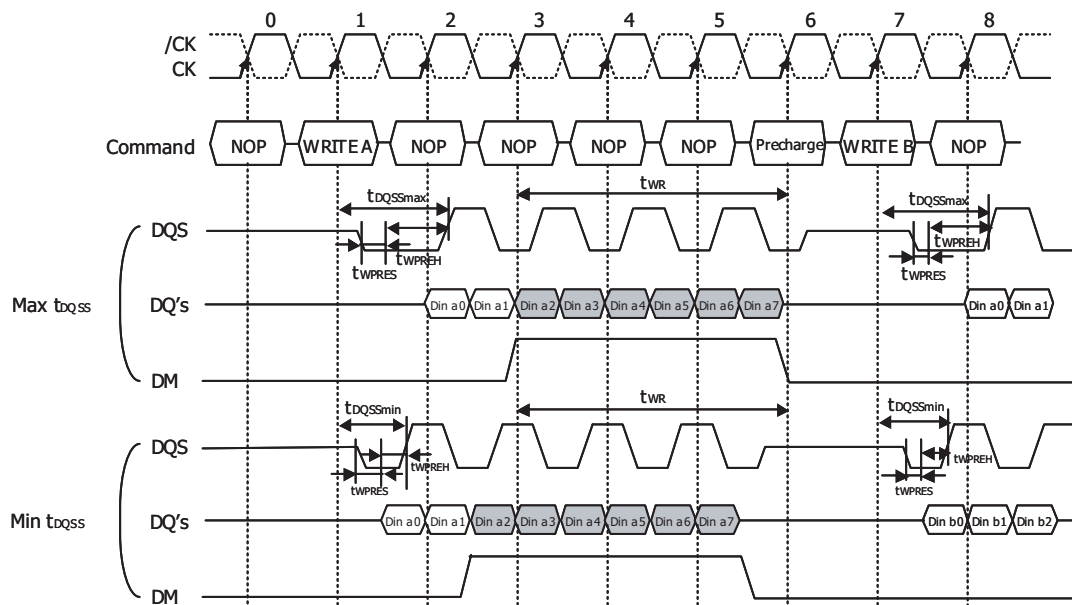 0 1 2 3 4 5 6 7 8
/CK
CK
Command NOP WRITE A NOP NOP NOP NOP Precharge WRITE B NOP
tDQSSmax tWR tDQSSmax
DQS
tWPREH tWPREH
tWPRES tWPRES
Max tDQSS DQ's Din a0 Din a1 Din a2 Din a3 Din a4 Din a5 Din a6 Din a7 Din a0 Din a1
DM
tDQSSmin tWR tDQSSmin
DQS
tWPREH tWPREH
tWPRES tWPRES
Min tDQSS DQ's Din a0 Din a1 Din a2 Din a3 Din a4 Din a5 Din a6 Din a7 Din b0 Din b1 Din b2
DM